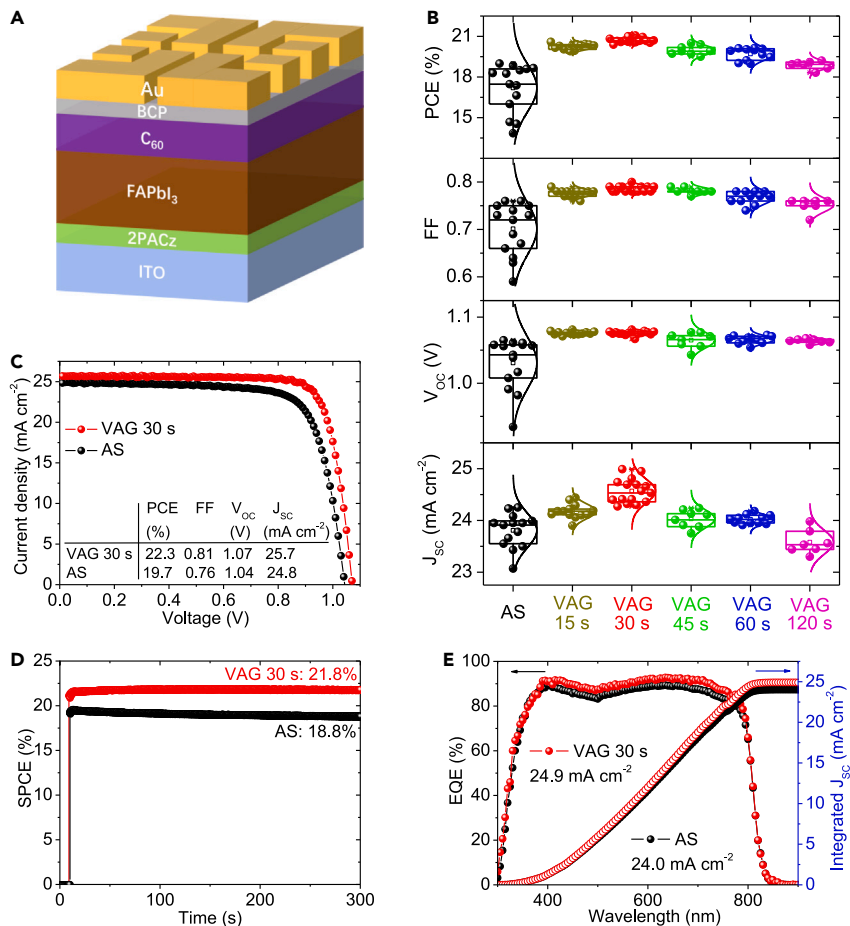 A
Au
BCP
C₆₀
FAPbI₃
2PACz
ITO
B
PCE (%)
21
18
15
FF
0.8
0.7
0.6
V_OC (V)
1.1
1.0
J_SC (mA cm⁻²)
25
24
23
AS
VAG 15 s
VAG 30 s
VAG 45 s
VAG 60 s
VAG 120 s
C
Current density (mA cm⁻²)
30
25
20
15
10
5
0
VAG 30 s
AS
PCE (%) FF V_OC (V) J_SC (mA cm⁻²)
VAG 30 s 22.3 0.81 1.07 25.7
AS 19.7 0.76 1.04 24.8
0.0 0.2 0.4 0.6 0.8 1.0
Voltage (V)
D
SPCE (%)
25
20
15
10
5
0
VAG 30 s: 21.8%
AS: 18.8%
0 100 200 300
Time (s)
E
EQE (%)
100
80
60
40
20
0
VAG 30 s
24.9 mA cm⁻²
AS
24.0 mA cm⁻²
400 600 800
Wavelength (nm)
25
20
15
10
5
0
Integrated J_SC (mA cm⁻²)